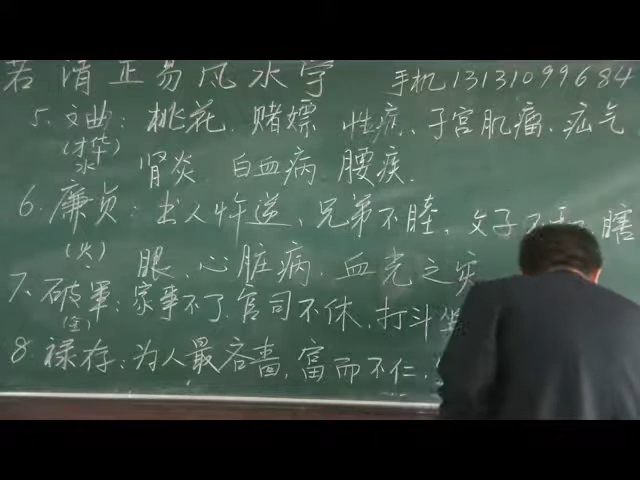 若清正易风水学 手机13131099684
5. 文曲：桃花、赌嫖 性疾、子宫肌瘤、疝气
(才华)
水 肾炎 白血病 腰疾.
6. 廉贞：出人忤逆、兄弟不睦，父子不 瞎
(火) 眼、心脏病、血光之灾
7. 破軍：家事不了、官司不休、打斗
(金)
8. 禄存：为人最吝啬，富而不仁，